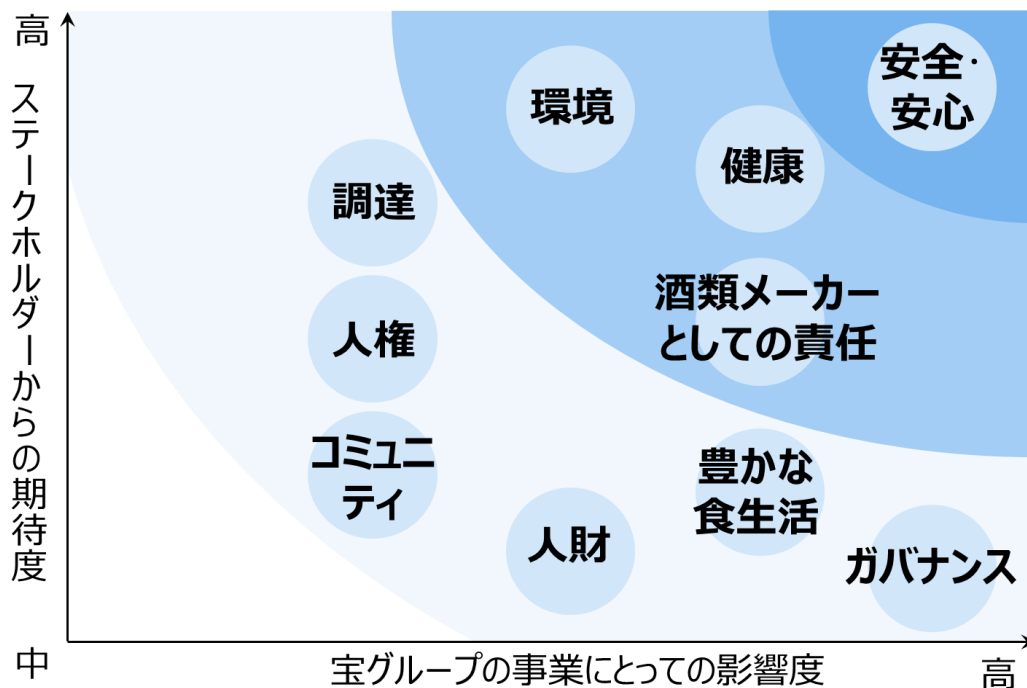 高
ステークホルダーからの期待度
中
安全・
安心
環境
健康
調達
酒類メーカー
としての責任
人権
コミュニ
ティ
豊かな
食生活
人財
ガバナンス
宝グループの事業にとっての影響度
高